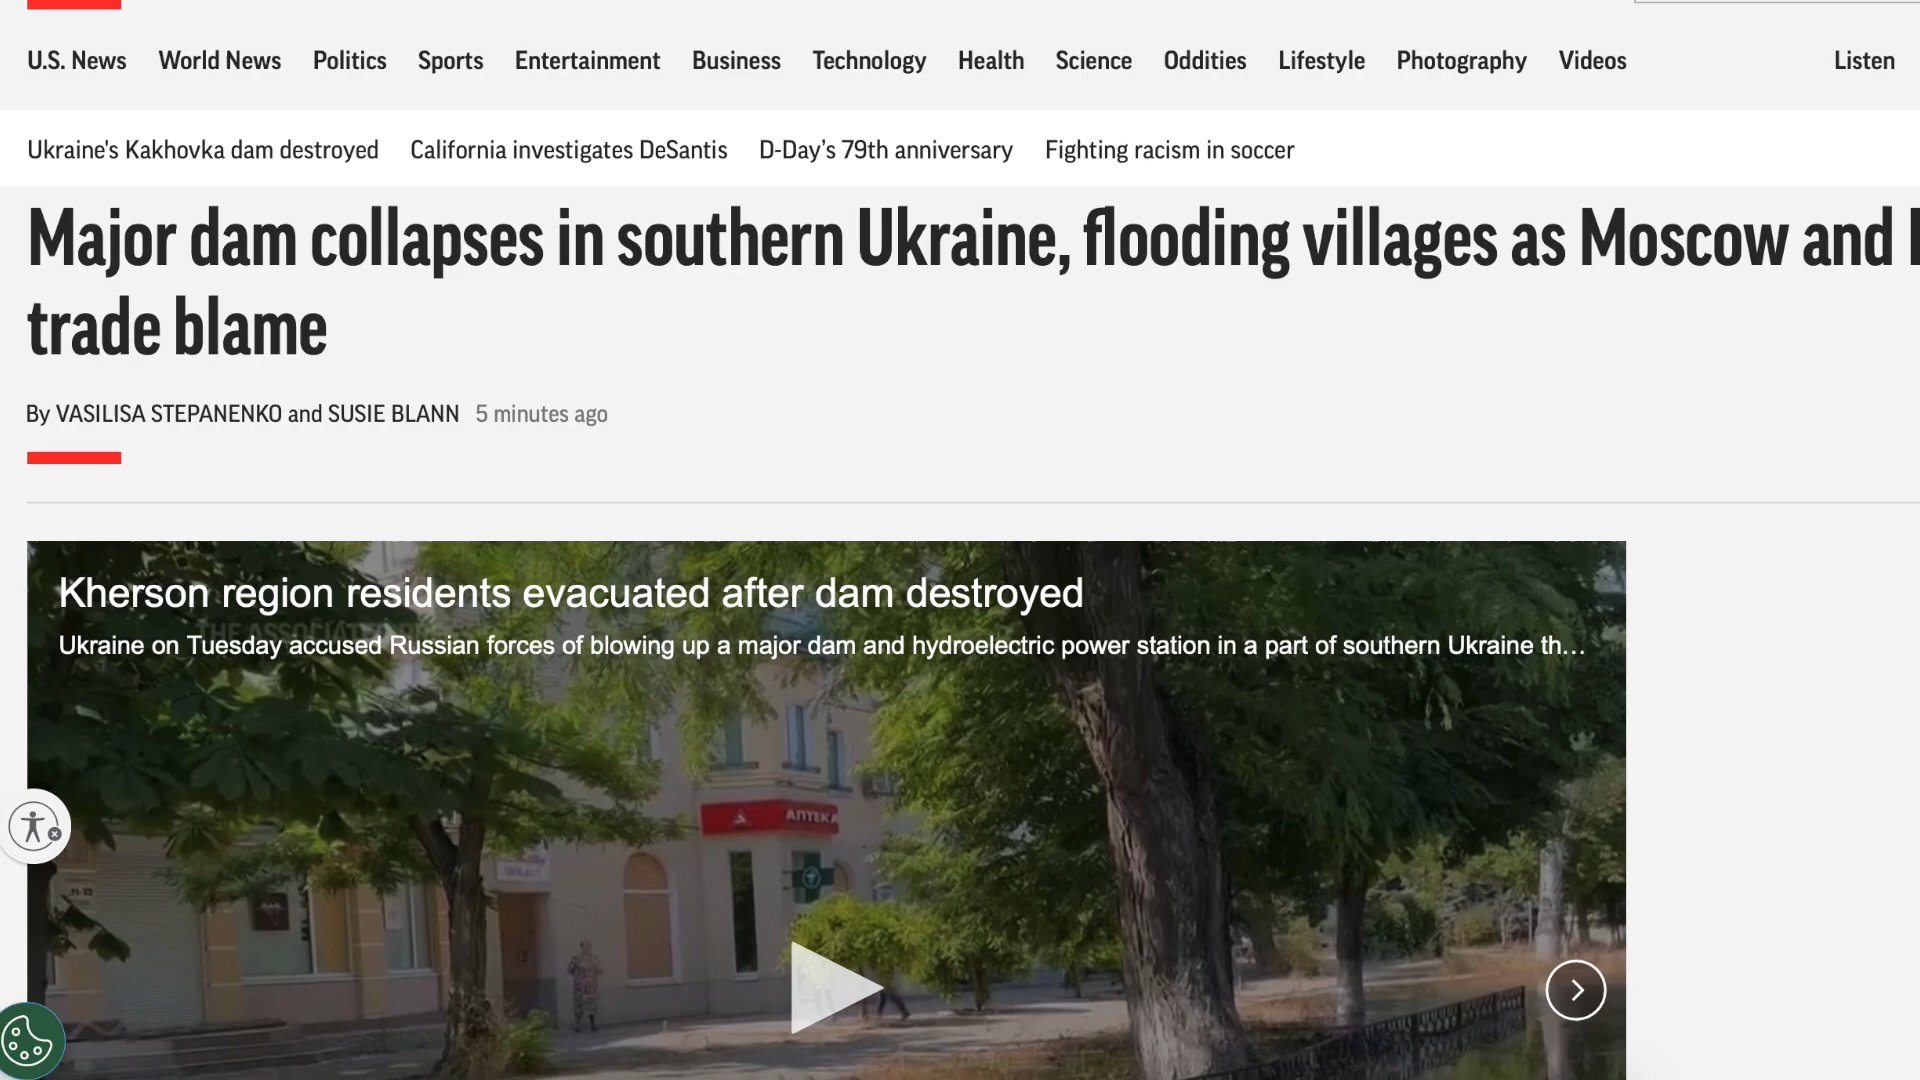 U.S. News World News Politics Sports Entertainment Business Technology Health Science Oddities Lifestyle Photography Videos Listen
Ukraine's Kakhovka dam destroyed California investigates DeSantis D-Day’s 79th anniversary Fighting racism in soccer
Major dam collapses in southern Ukraine, flooding villages as Moscow and
trade blame
By VASILISA STEPANENKO and SUSIE BLANN 5 minutes ago
Kherson region residents evacuated after dam destroyed
THE ASSOCIATED
Ukraine on Tuesday accused Russian forces of blowing up a major dam and hydroelectric power station in a part of southern Ukraine th...
АПТЕКА
11/22